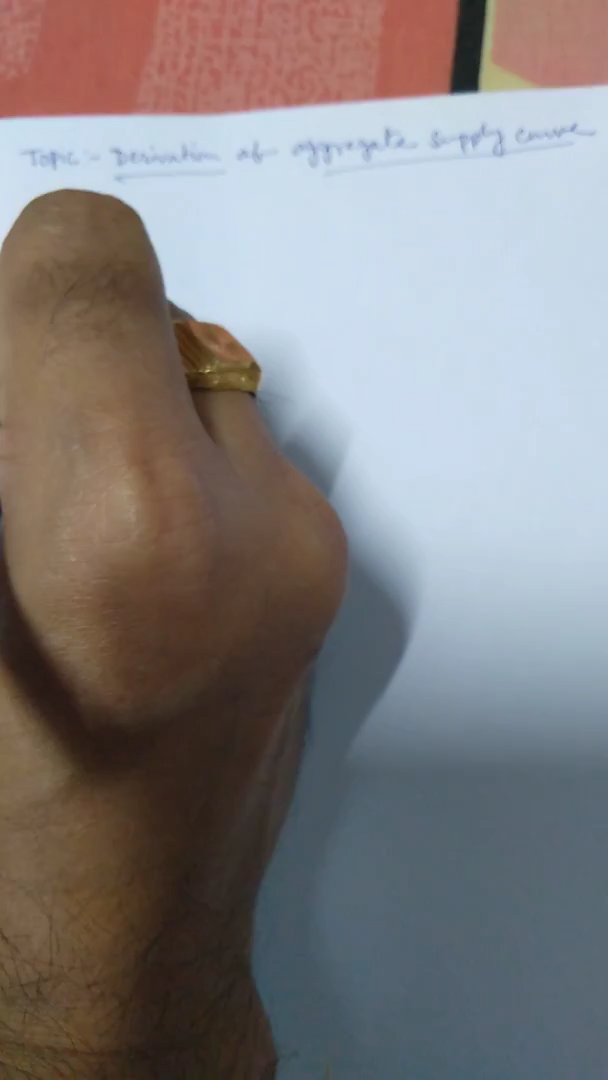 Topic :- Derivation of aggregate supply curve